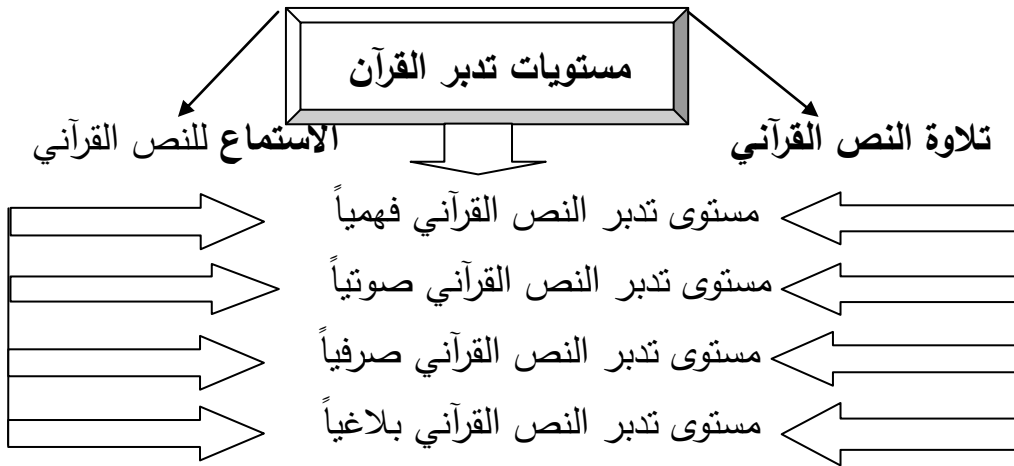 مستويات تدبر القرآن
تلاوة النص القرآني
الاستماع للنص القرآني
مستوى تدبر النص القرآني فهمياً
مستوى تدبر النص القرآني صوتياً
مستوى تدبر النص القرآني صرفياً
مستوى تدبر النص القرآني بلاغياً